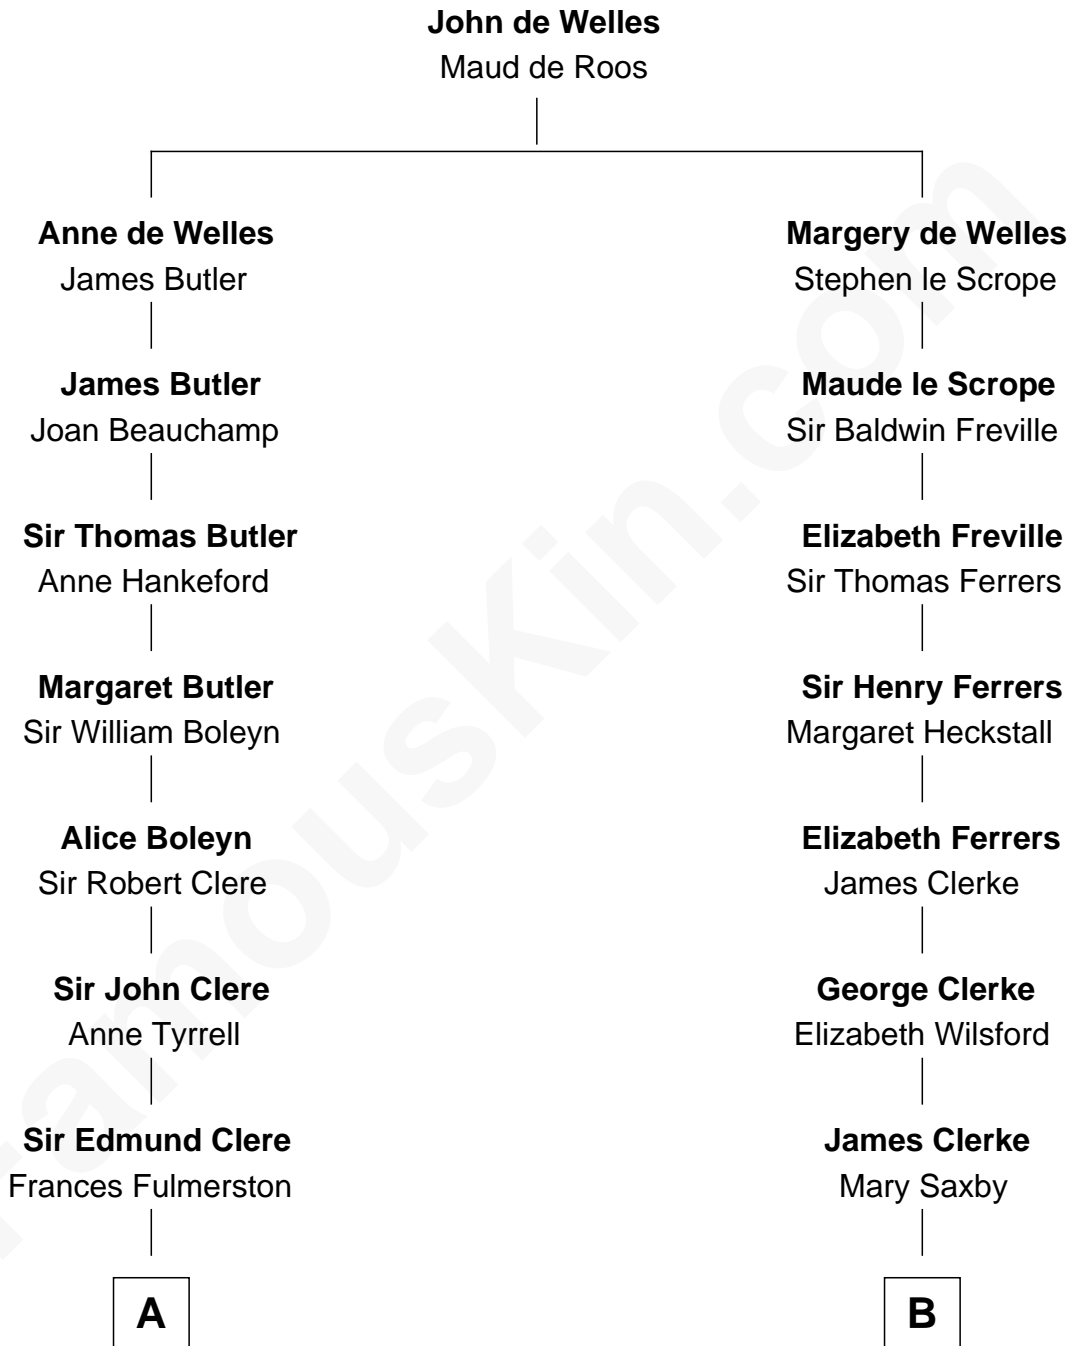 John de Welles
Maud de Roos
Anne de Welles
James Butler
Margery de Welles
Stephen le Scrope
James Butler
Joan Beauchamp
Maude le Scrope
Sir Baldwin Freville
Sir Thomas Butler
Anne Hankeford
Elizabeth Freville
Sir Thomas Ferrers
Margaret Butler
Sir William Boleyn
Sir Henry Ferrers
Margaret Heckstall
Alice Boleyn
Sir Robert Clere
Elizabeth Ferrers
James Clerke
Sir John Clere
Anne Tyrrell
George Clerke
Elizabeth Wilsford
Sir Edmund Clere
Frances Fulmerston
James Clerke
Mary Saxby
A
B
FamousKin.com